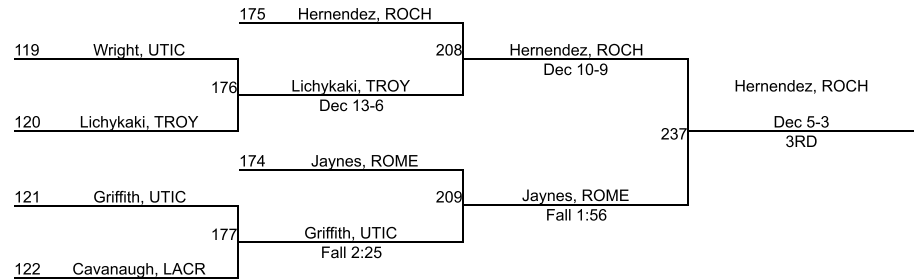 175 Hernendez, ROCH
119 Wright, UTIC
208 Hernendez, ROCH
Dec 10-9
176 Lichykaki, TROY
Dec 13-6
Hernendez, ROCH
120 Lichykaki, TROY
237 Dec 5-3
3RD
174 Jaynes, ROME
121 Griffith, UTIC
209 Jaynes, ROME
Fall 1:56
177 Griffith, UTIC
Fall 2:25
122 Cavanaugh, LACR